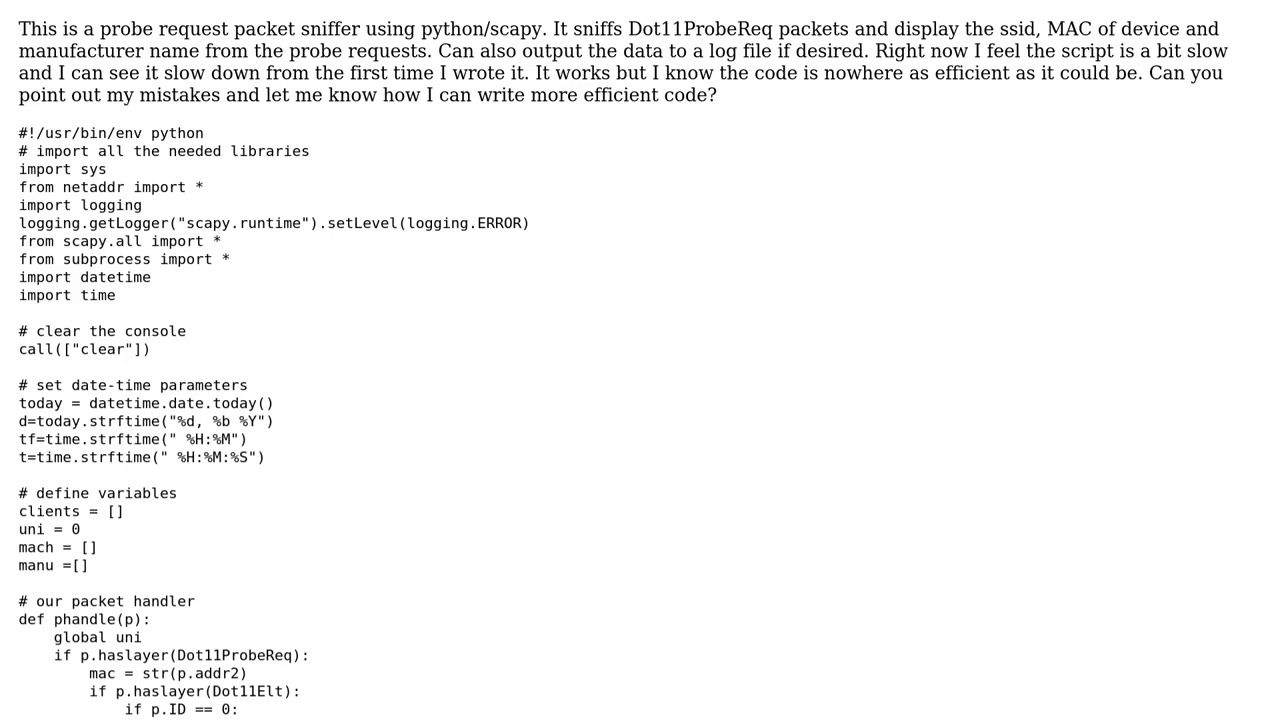 This is a probe request packet sniffer using python/scapy. It sniffs Dot11ProbeReq packets and display the ssid, MAC of device and
manufacturer name from the probe requests. Can also output the data to a log file if desired. Right now I feel the script is a bit slow
and I can see it slow down from the first time I wrote it. It works but I know the code is nowhere as efficient as it could be. Can you
point out my mistakes and let me know how I can write more efficient code?

#!/usr/bin/env python
# import all the needed libraries
import sys
from netaddr import *
import logging
logging.getLogger("scapy.runtime").setLevel(logging.ERROR)
from scapy.all import *
from subprocess import *
import datetime
import time

# clear the console
call(["clear"])

# set date-time parameters
today = datetime.date.today()
d=today.strftime("%d, %b %Y")
tf=time.strftime(" %H:%M")
t=time.strftime(" %H:%M:%S")

# define variables
clients = []
uni = 0
mach = []
manu =[]

# our packet handler
def phandle(p):
    global uni
    if p.haslayer(Dot11ProbeReq):
        mac = str(p.addr2)
        if p.haslayer(Dot11Elt):
            if p.ID == 0: